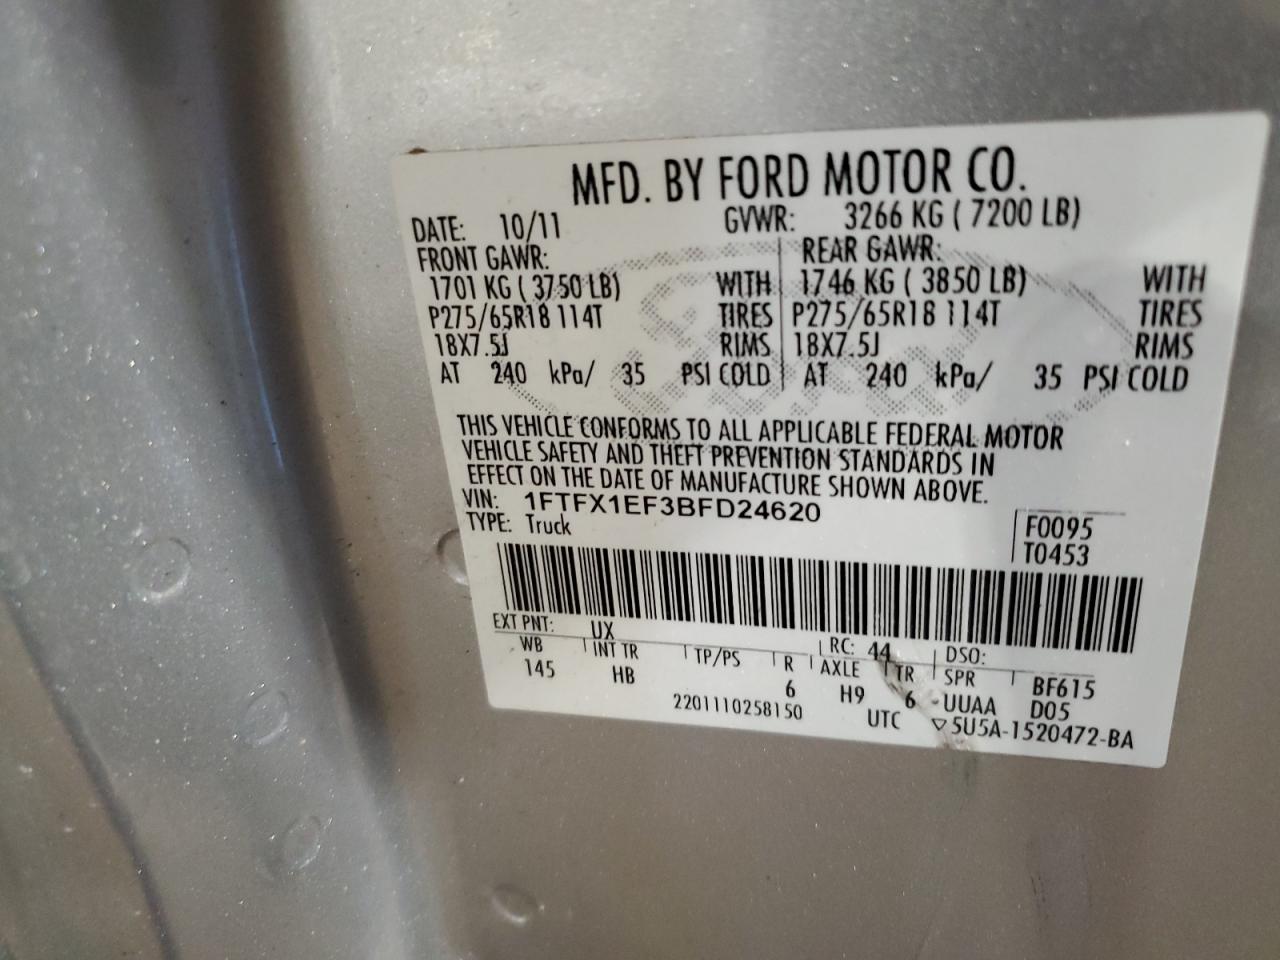 MFD. BY FORD MOTOR CO.
DATE: 10/11 GVWR: 3266 KG ( 7200 LB)
FRONT GAWR: REAR GAWR:
1701 KG ( 3750 LB) WITH 1746 KG ( 3850 LB) WITH
P275/65R18 114T TIRES P275/65R18 114T TIRES
18X7.5J RIMS 18X7.5J RIMS
AT 240 kPa/ 35 PSI COLD AT 240 kPa/ 35 PSI COLD
THIS VEHICLE CONFORMS TO ALL APPLICABLE FEDERAL MOTOR
VEHICLE SAFETY AND THEFT PREVENTION STANDARDS IN
EFFECT ON THE DATE OF MANUFACTURE SHOWN ABOVE.
VIN: 1FTFX1EF3BFD24620
TYPE: Truck F0095
T0453
EXT PNT: UX RC: 44 DSO:
WB INT TR TP/PS R AXLE TR SPR BF615
145 HB 6 H9 6 UUAA D05
2201110258150 UTC ▽5U5A-1520472-BA
Ford